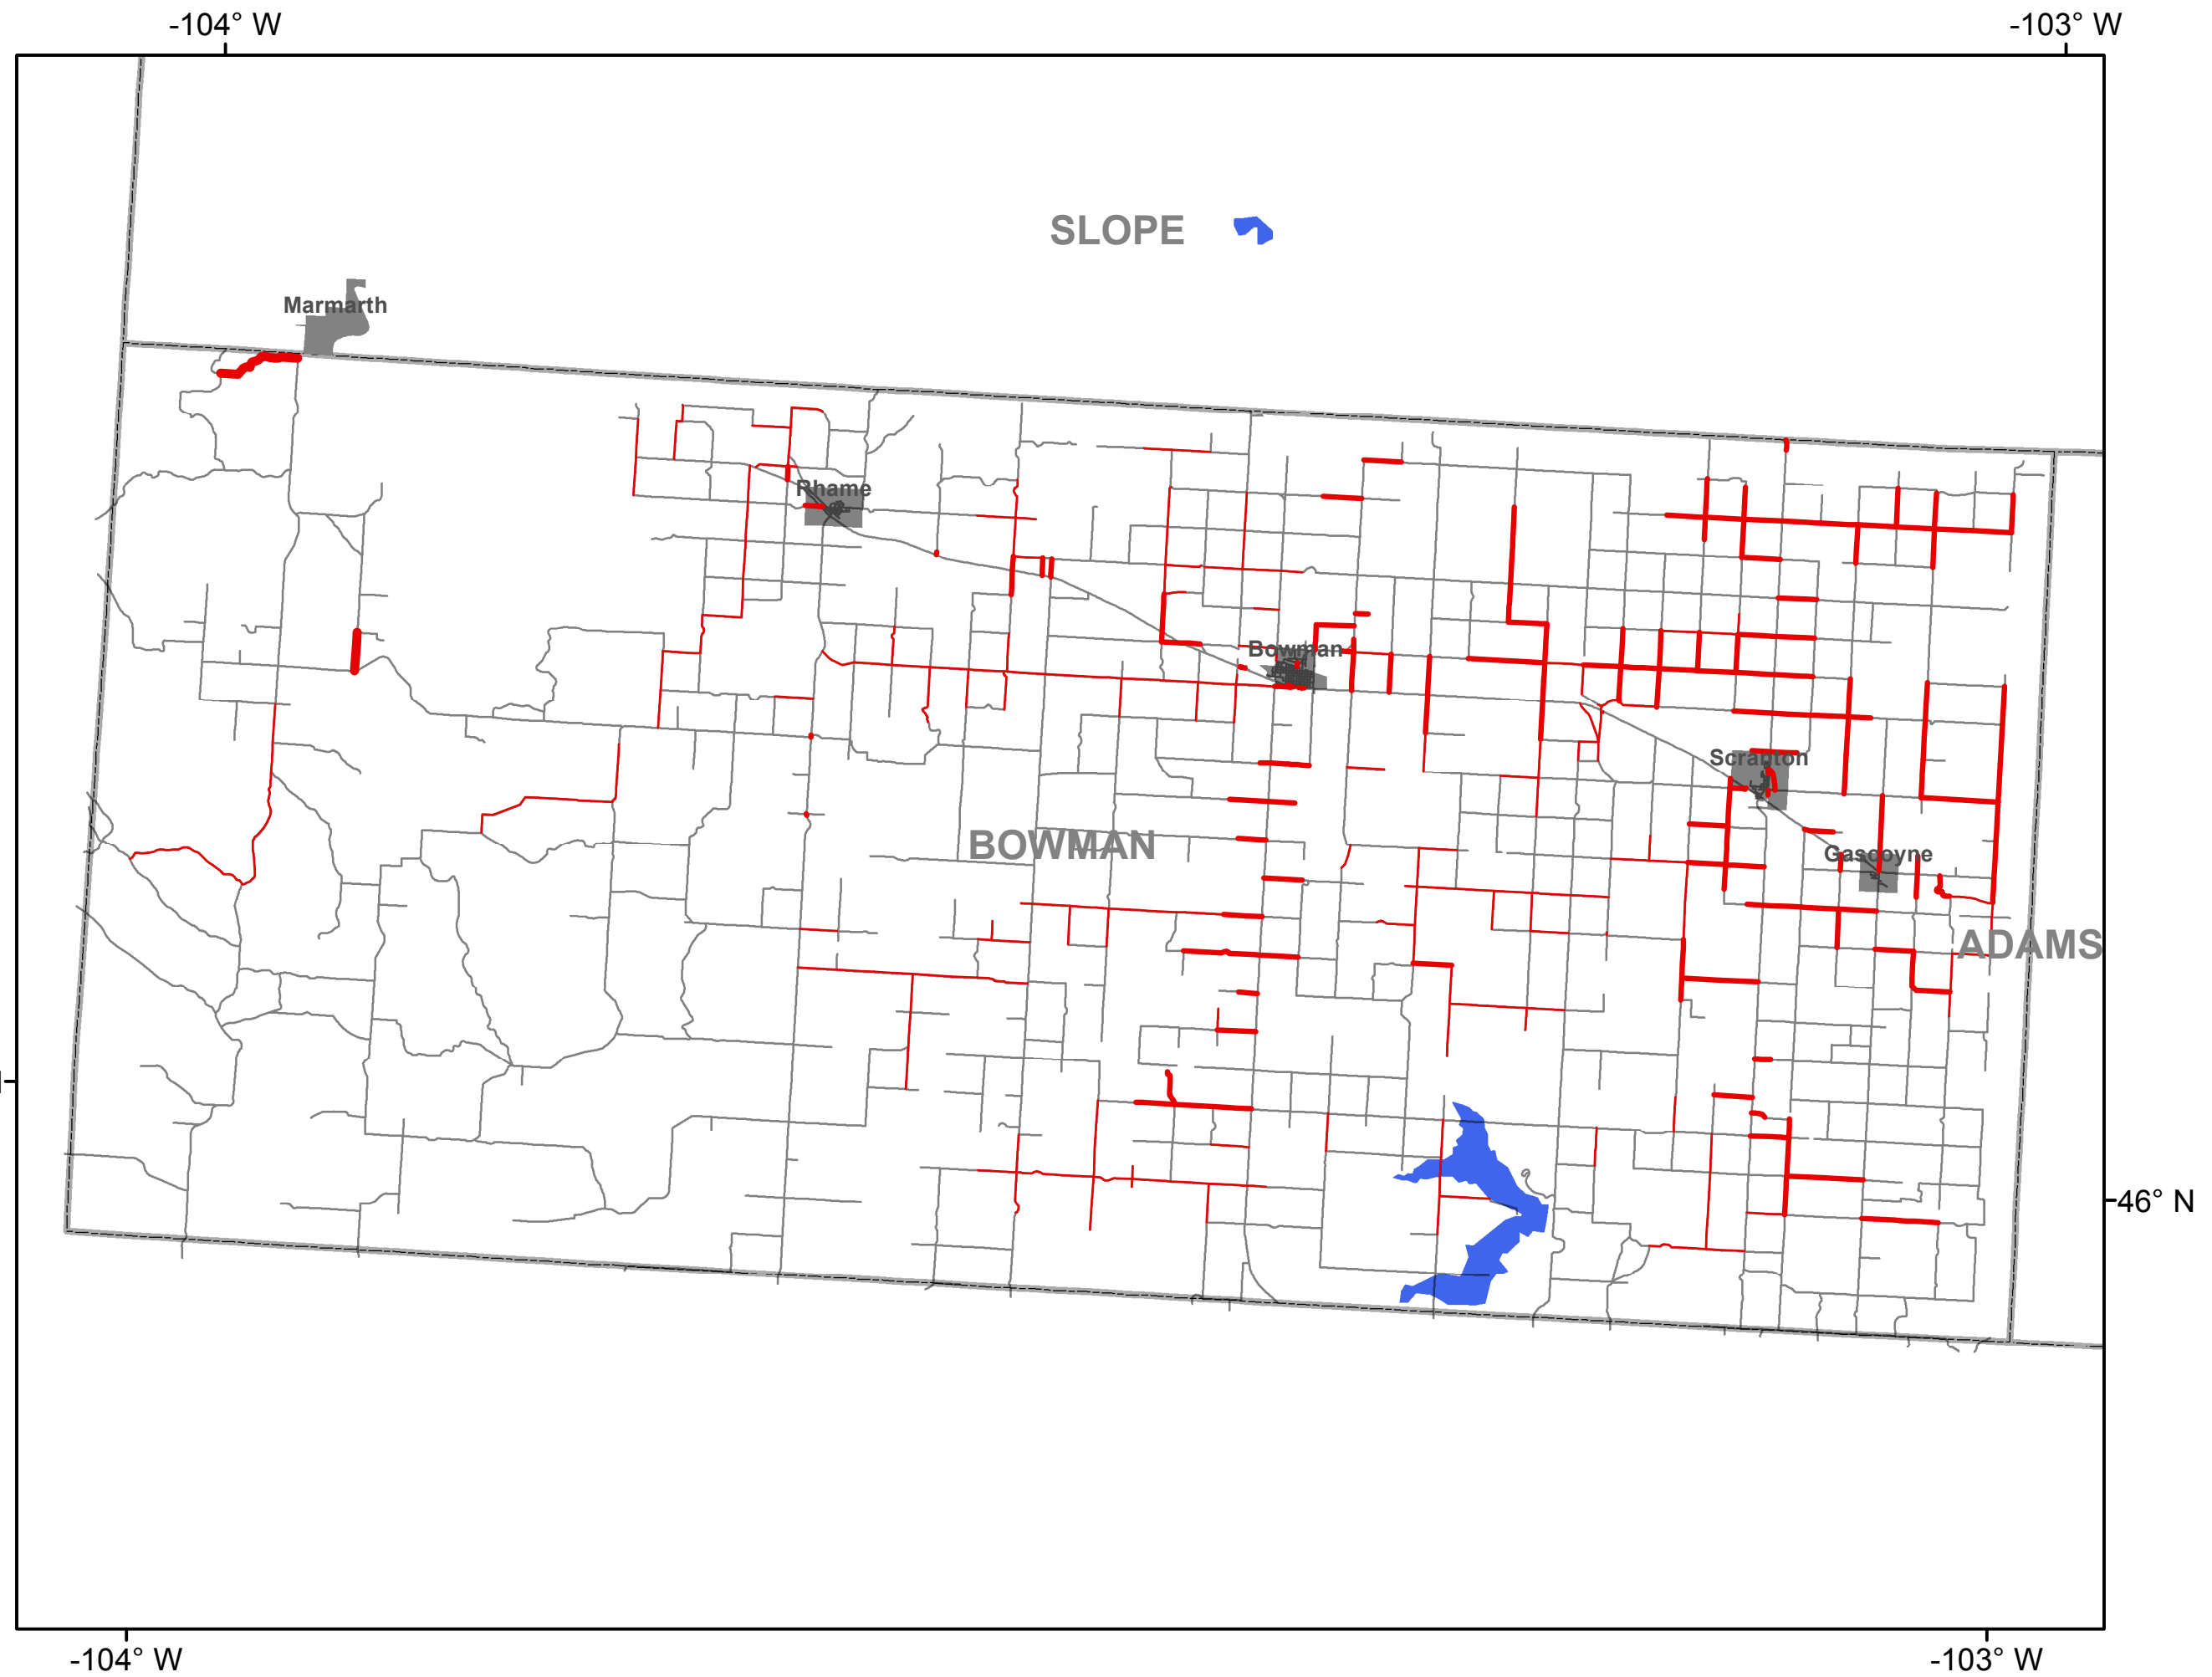 -104° W
-103° W
SLOPE
Marmarth
Rhame
Bowman
Scranton
BOWMAN
Gascoyne
ADAMS
46° N
-104° W
-103° W